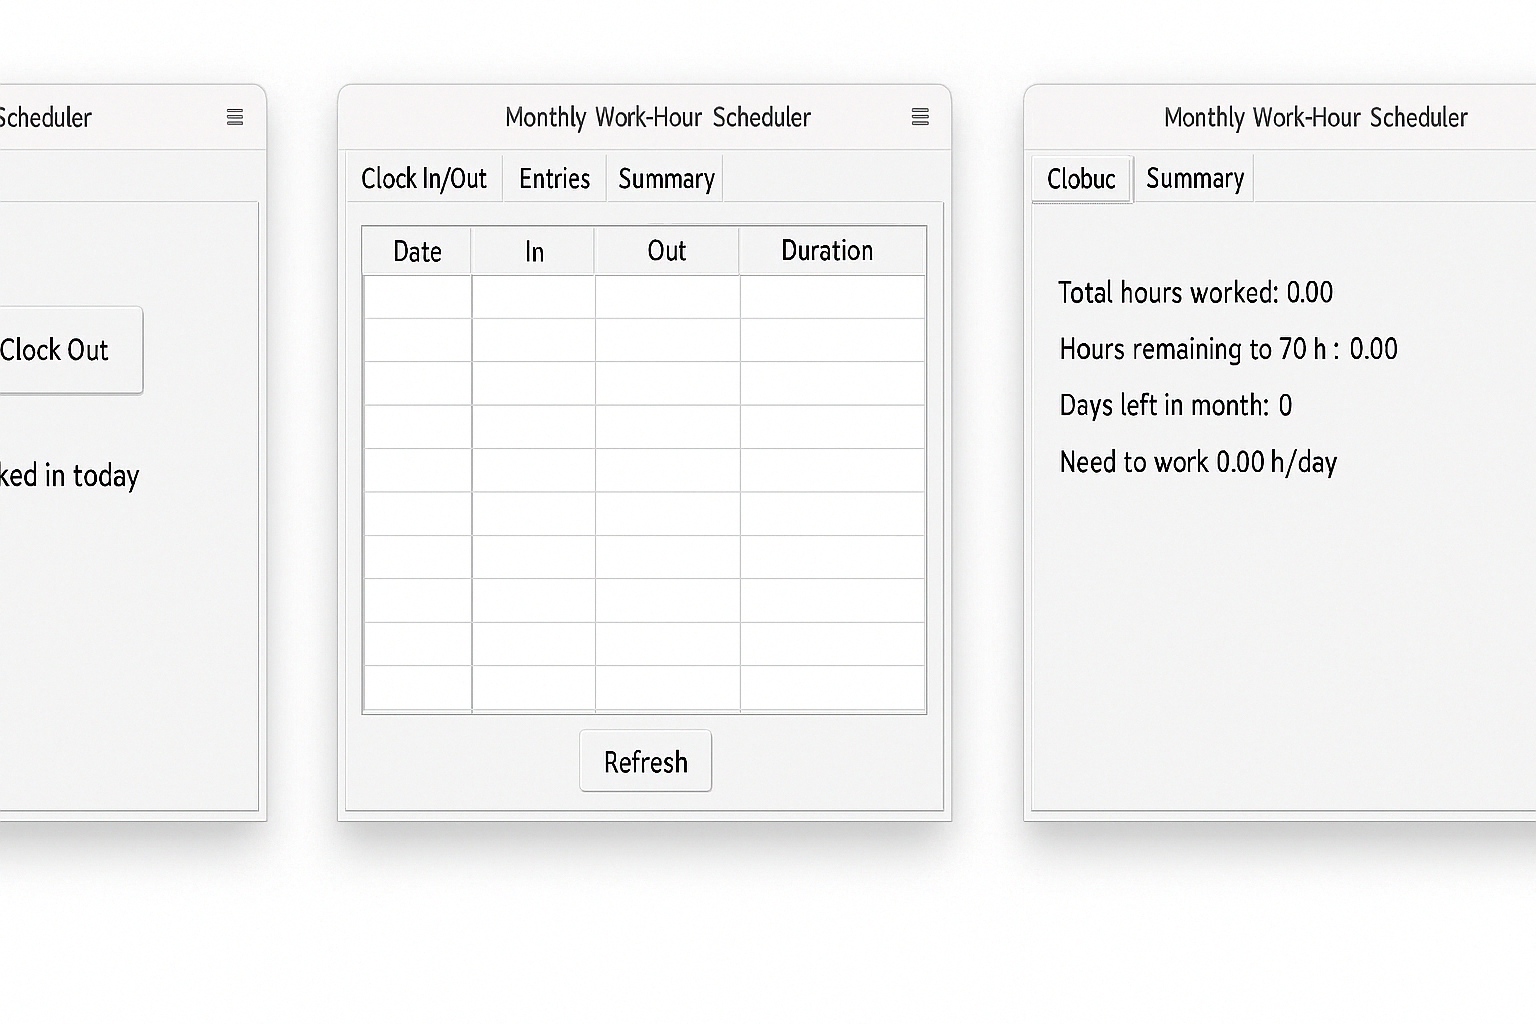 Scheduler
Clock Out
ked in today
Monthly Work-Hour Scheduler
Clock In/Out Entries Summary
Date In Out Duration
Refresh
Monthly Work-Hour Scheduler
Clobuc Summary
Total hours worked: 0.00
Hours remaining to 70 h : 0.00
Days left in month: 0
Need to work 0.00 h/day